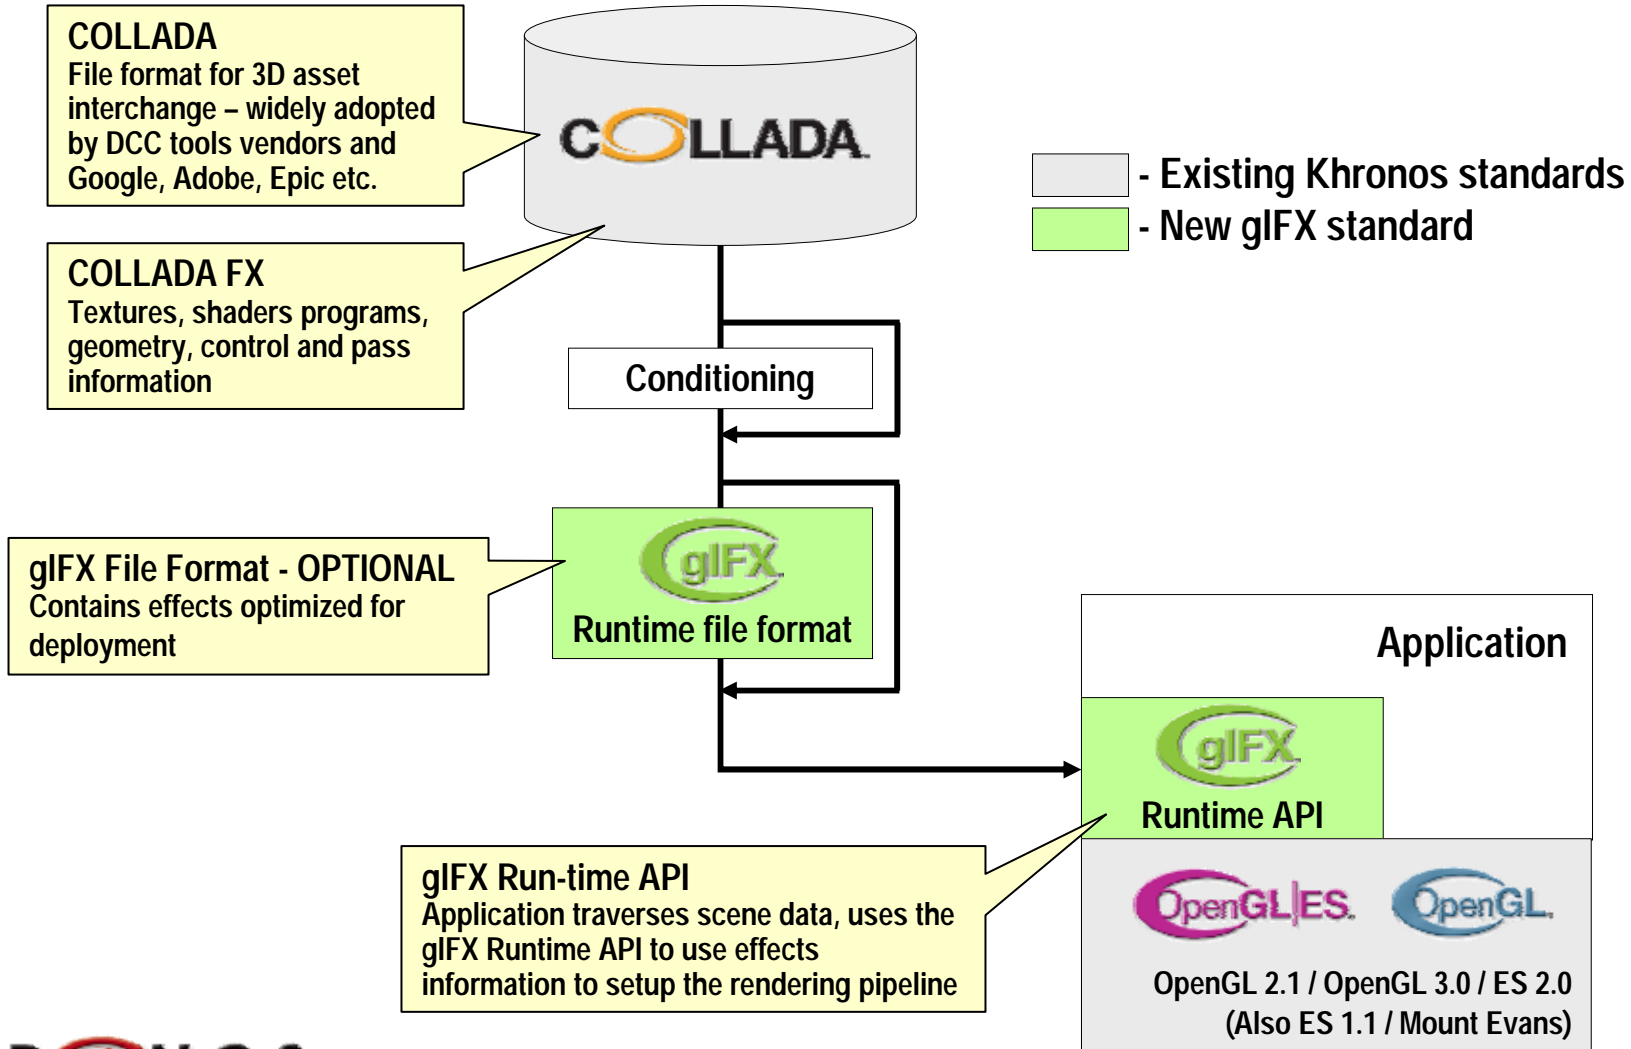 COLLADA
File format for 3D asset
interchange – widely adopted
by DCC tools vendors and
Google, Adobe, Epic etc.
COLLADA
- Existing Khronos standards
- New glFX standard
COLLADA FX
Textures, shaders programs,
geometry, control and pass
information
Conditioning
glFX File Format - OPTIONAL
Contains effects optimized for
deployment
glFX
Runtime file format
Application
glFX
Runtime API
glFX Run-time API
Application traverses scene data, uses the
glFX Runtime API to use effects
information to setup the rendering pipeline
OpenGL|ES. OpenGL.
OpenGL 2.1 / OpenGL 3.0 / ES 2.0
(Also ES 1.1 / Mount Evans)